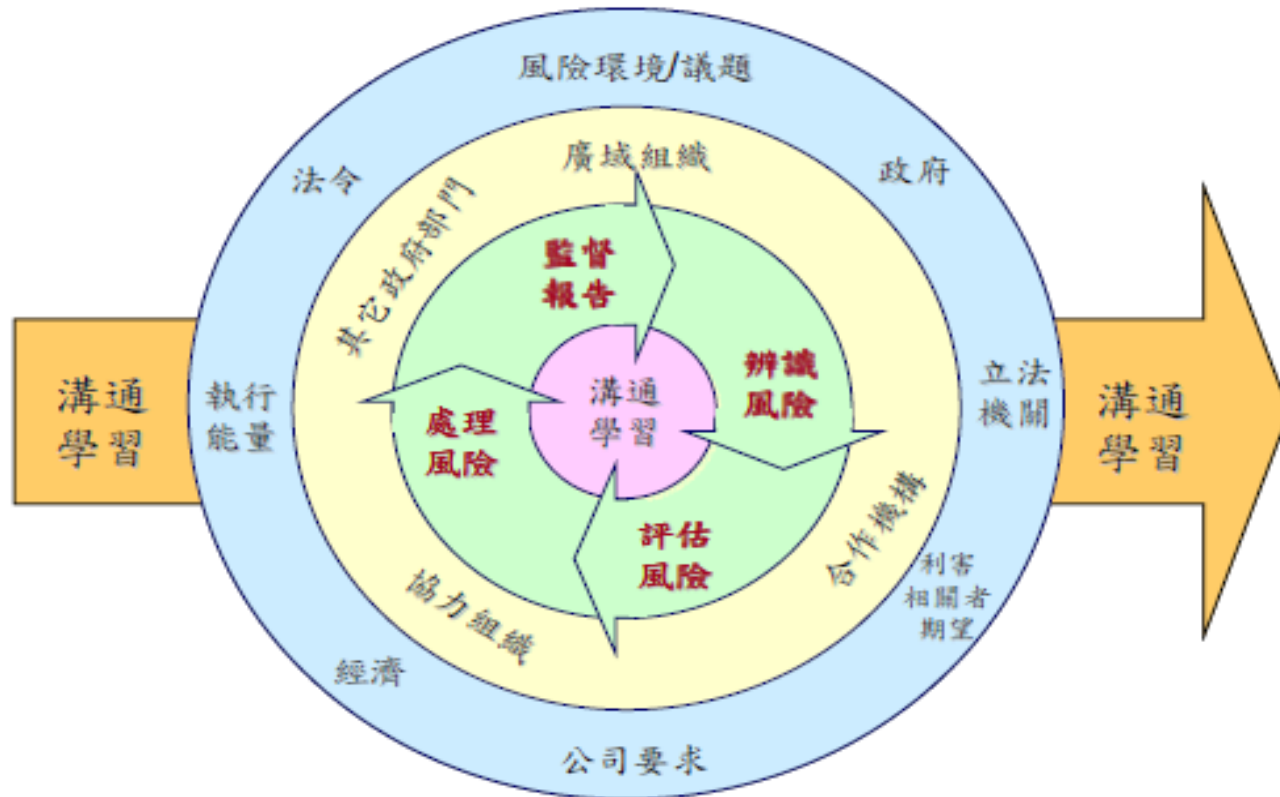 風險環境/議題
法令
政府
廣域組織
其它政府部門
監督
報告
辨識
風險
溝通
學習
執行
能量
處理
風險
溝通
學習
立法
機關
溝通
學習
評估
風險
合作機構
協力組織
利害
相關者
期望
經濟
公司要求